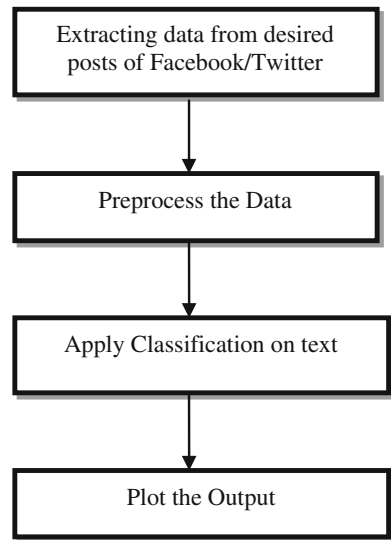 Extracting data from desired
posts of Facebook/Twitter
Preprocess the Data
Apply Classification on text
Plot the Output